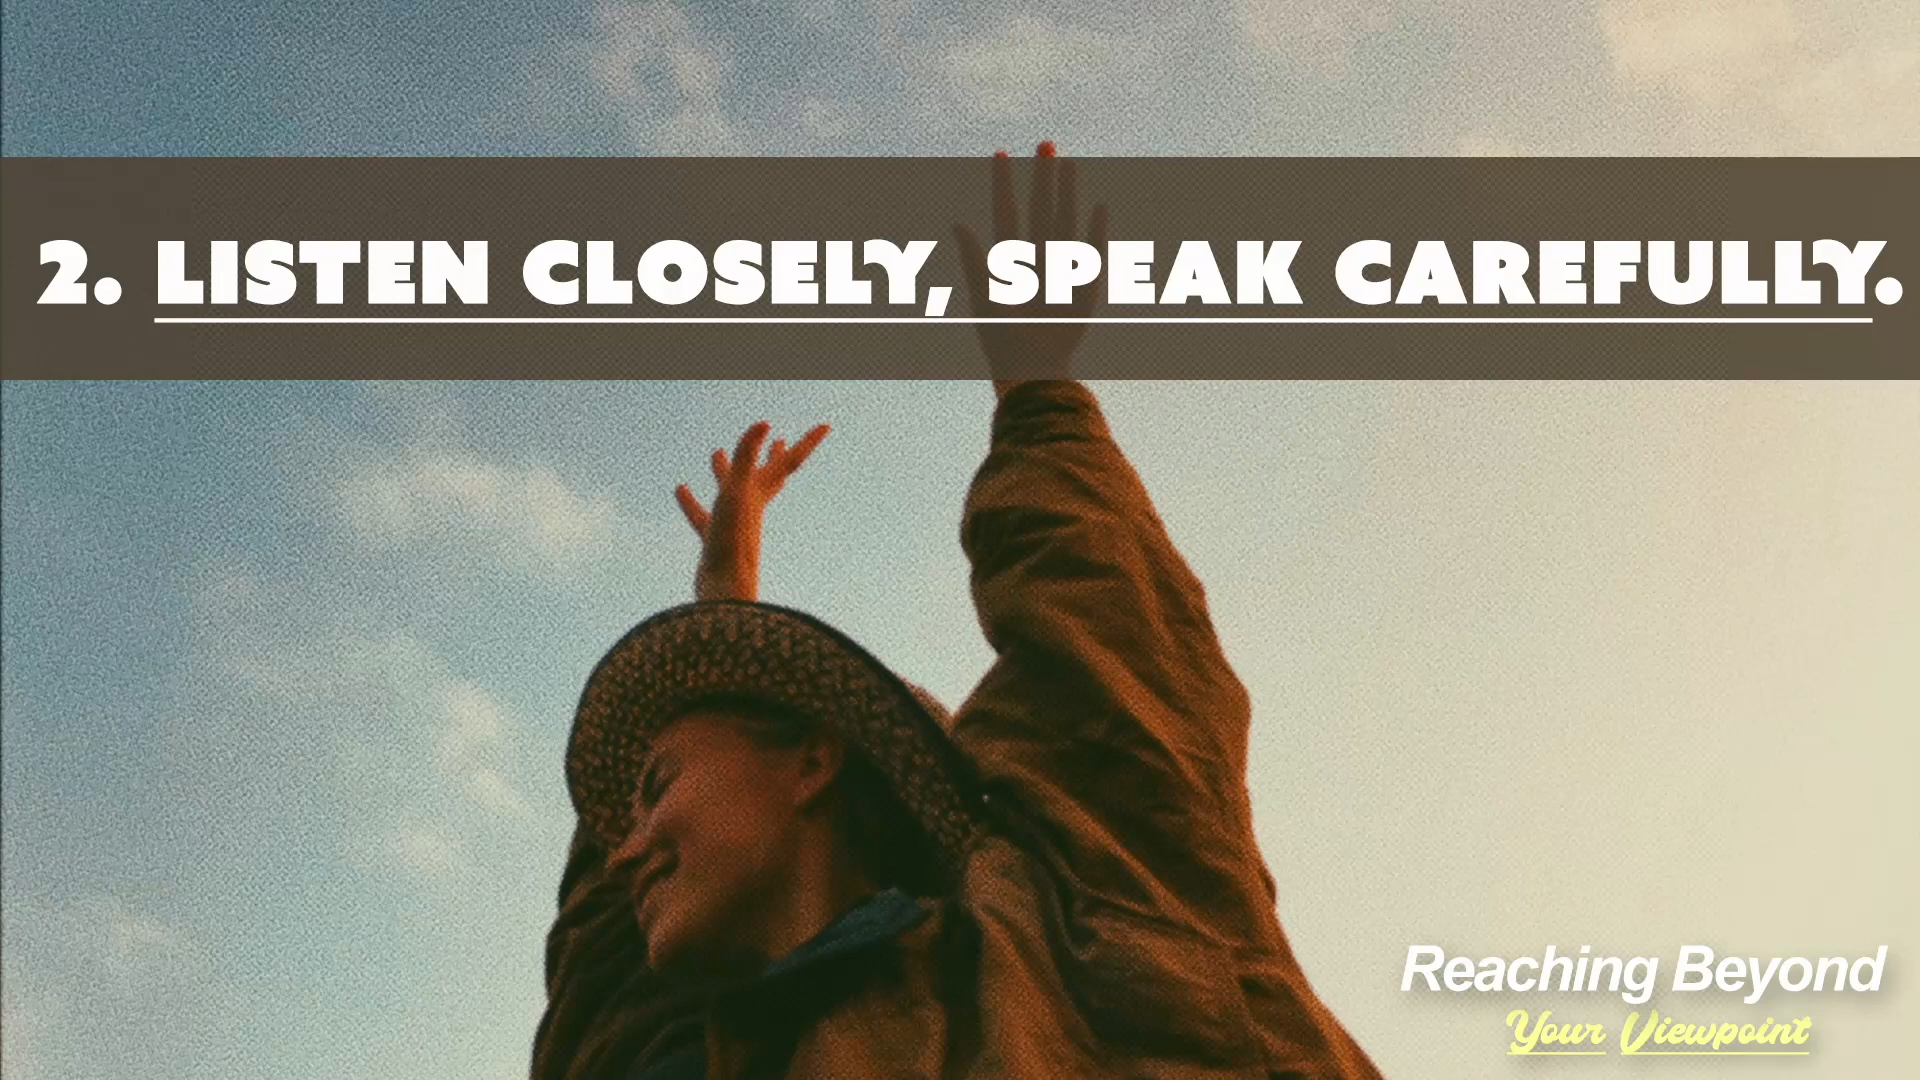 2. LISTEN CLOSELY, SPEAK CAREFULLY.
Reaching Beyond
Your Viewpoint